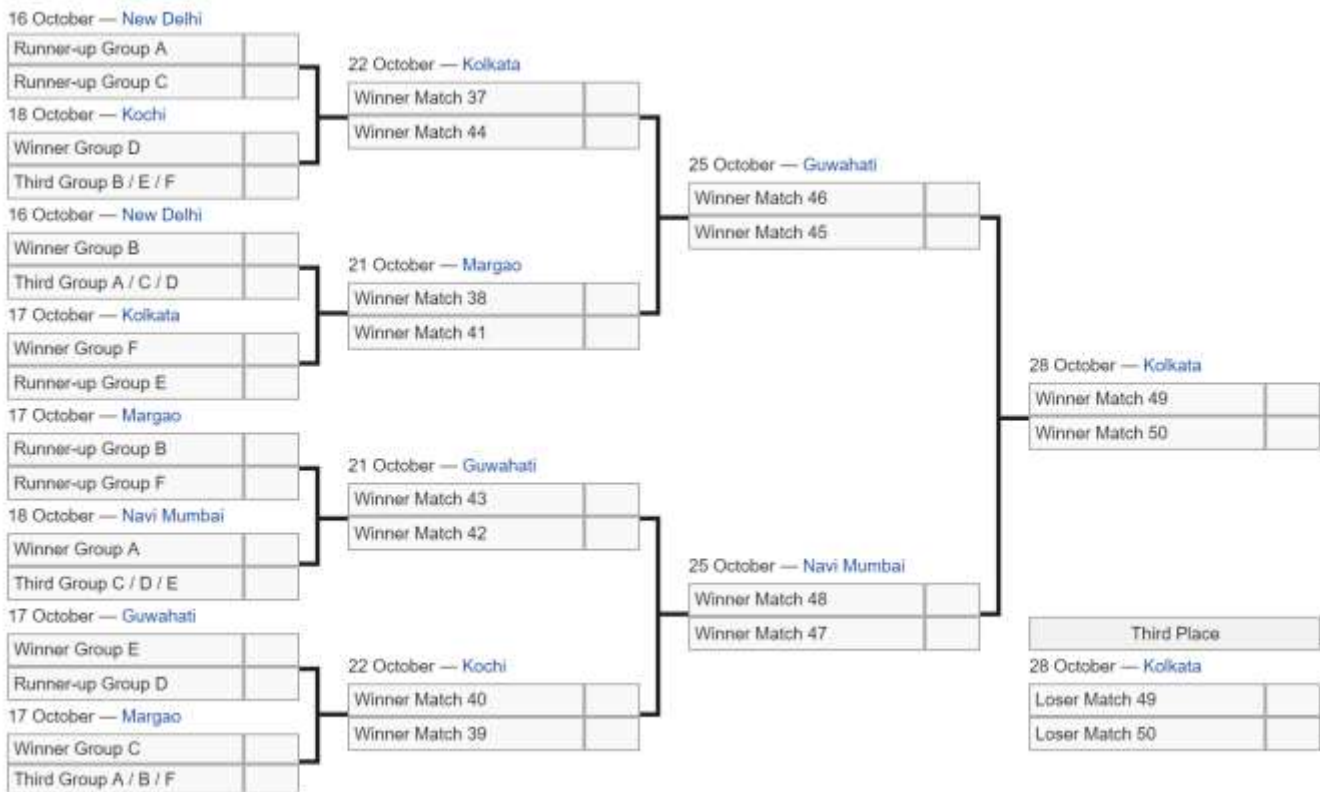 16 October — New Delhi
Runner-up Group A
Runner-up Group C
18 October — Kochi
Winner Group D
Third Group B / E / F
16 October — New Delhi
Winner Group B
Third Group A / C / D
17 October — Kolkata
Winner Group F
Runner-up Group E
17 October — Margao
Runner-up Group B
Runner-up Group F
18 October — Navi Mumbai
Winner Group A
Third Group C / D / E
17 October — Guwahati
Winner Group E
Runner-up Group D
17 October — Margao
Winner Group C
Third Group A / B / F
22 October — Kolkata
Winner Match 37
Winner Match 44
21 October — Margao
Winner Match 38
Winner Match 41
21 October — Guwahati
Winner Match 43
Winner Match 42
22 October — Kochi
Winner Match 40
Winner Match 39
25 October — Guwahati
Winner Match 46
Winner Match 45
25 October — Navi Mumbai
Winner Match 48
Winner Match 47
28 October — Kolkata
Winner Match 49
Winner Match 50
Third Place
28 October — Kolkata
Loser Match 49
Loser Match 50